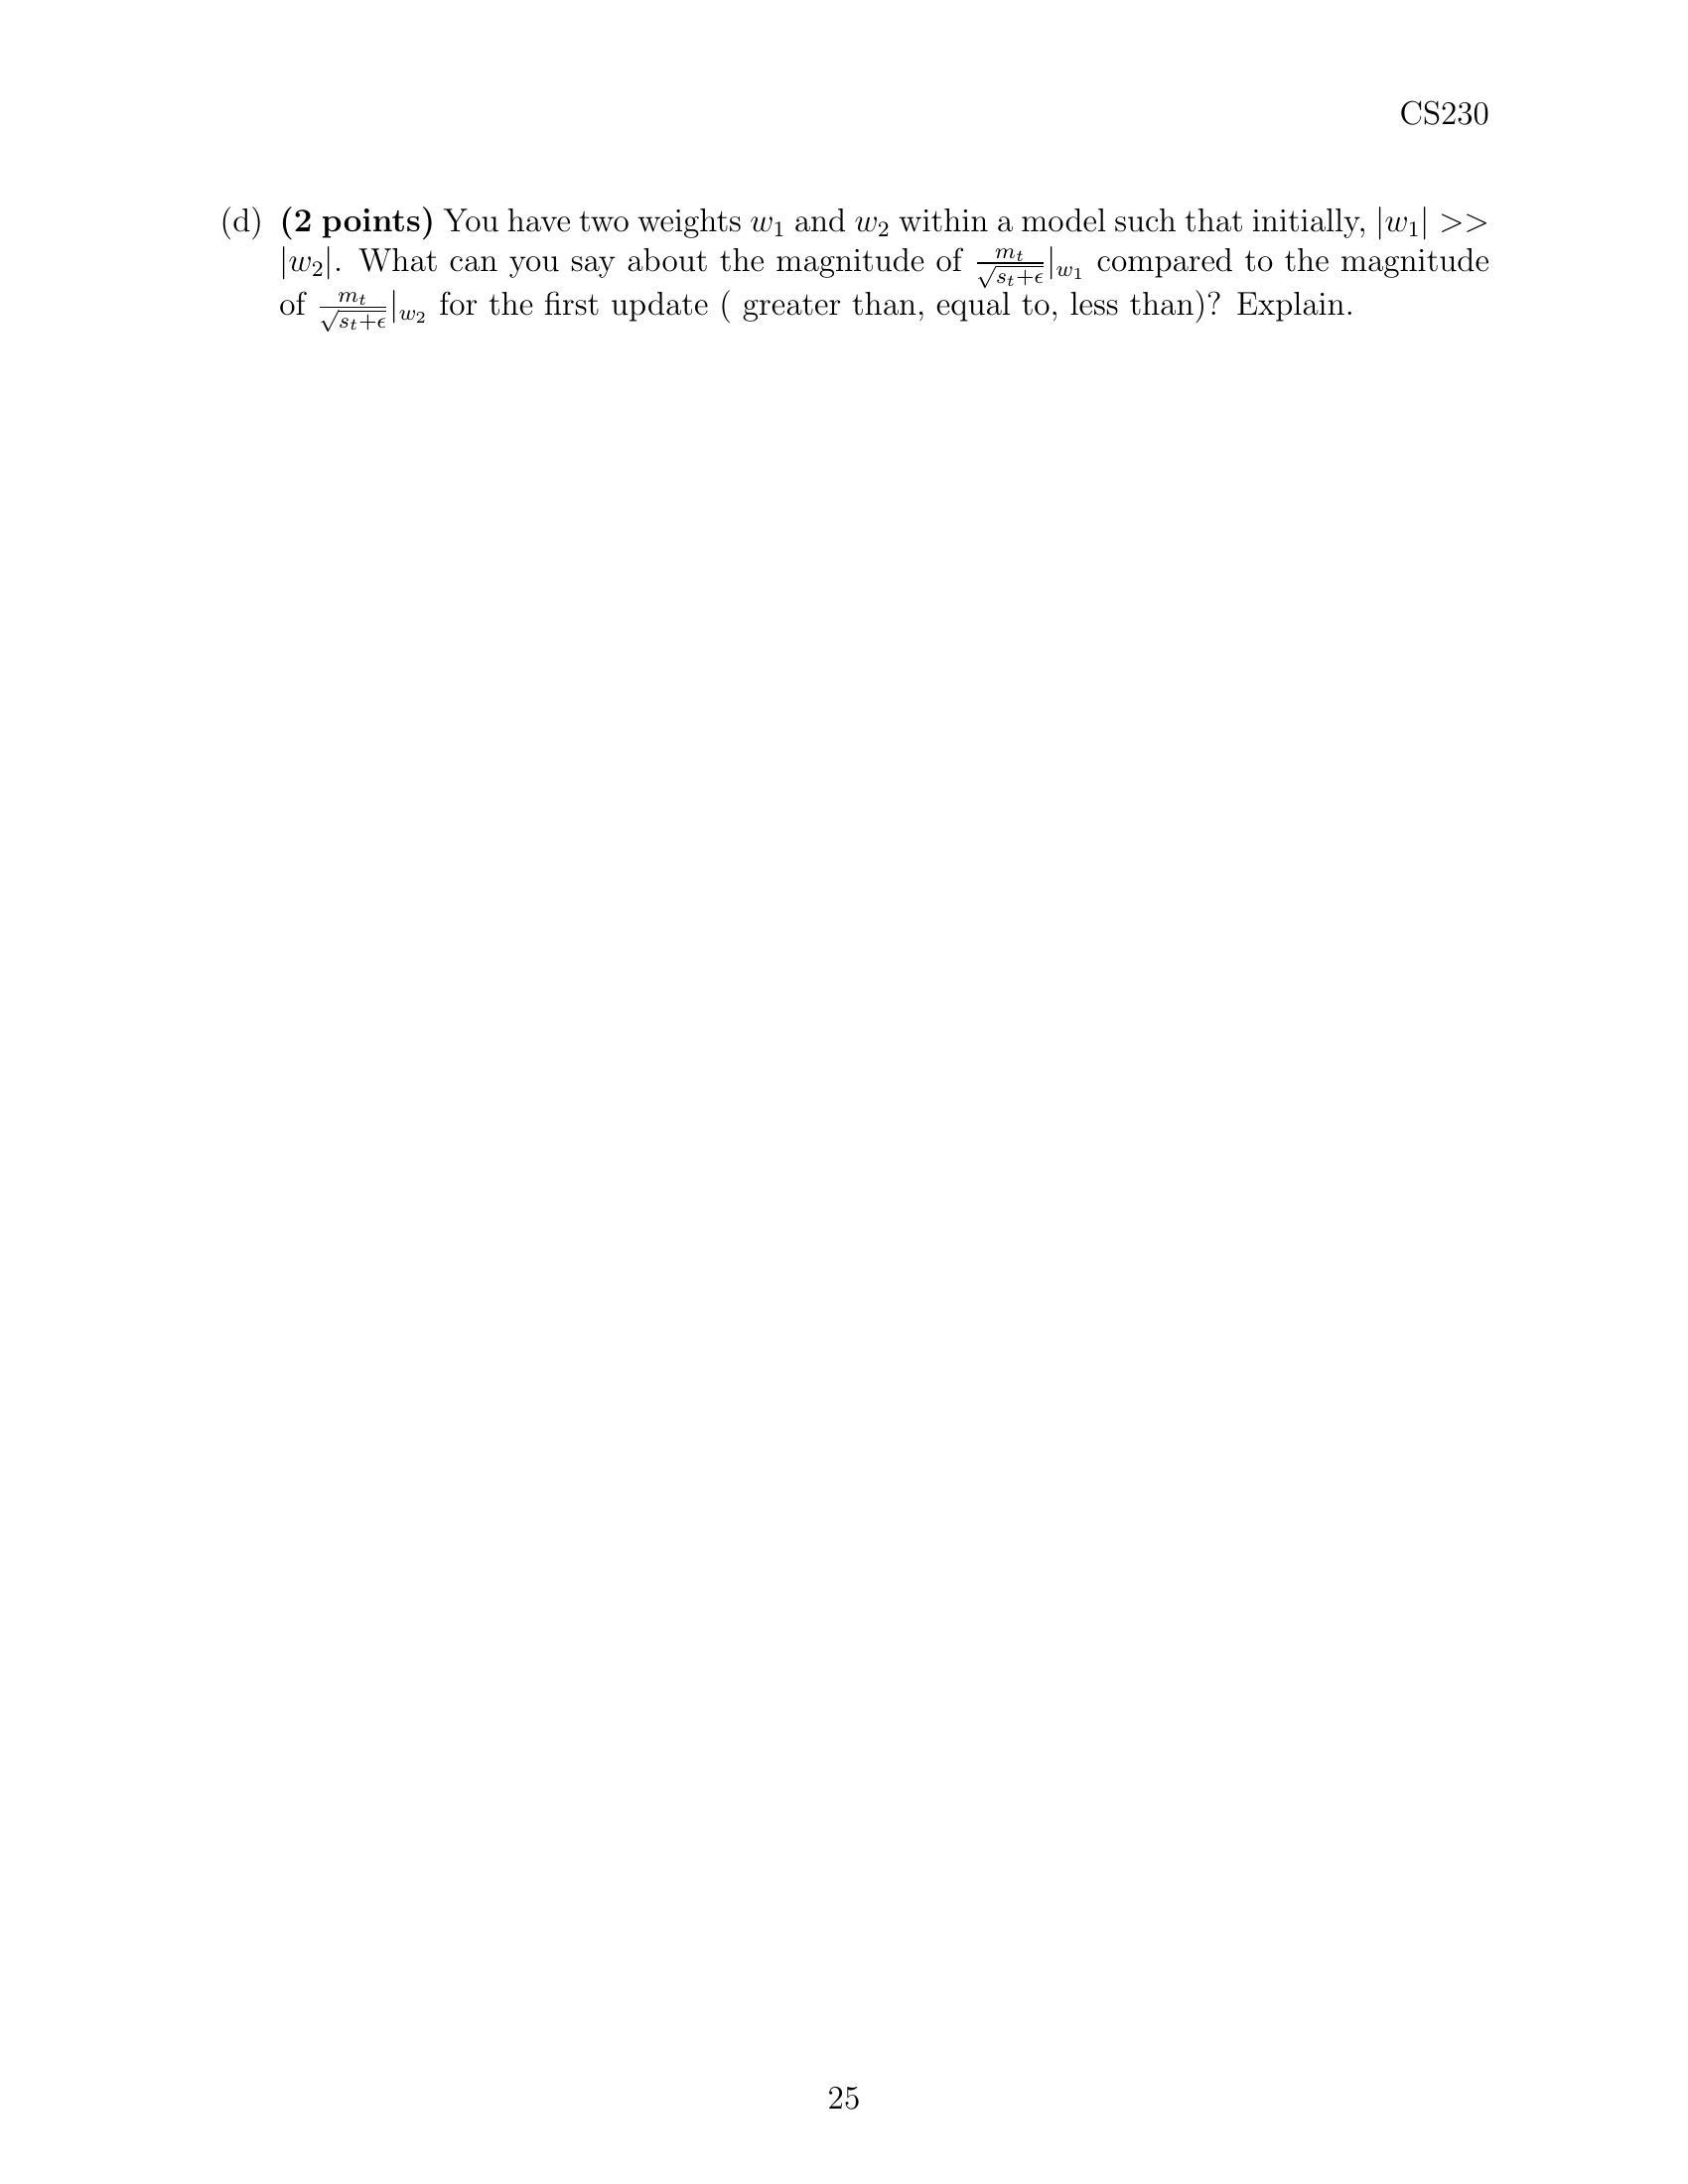 CS230
(d) (2 points) You have two weights $w_1$ and $w_2$ within a model such that initially, $|w_1| >>$
$|w_2|$. What can you say about the magnitude of $\frac{m_t}{\sqrt{s_t+\epsilon}}|_{w_1}$ compared to the magnitude
of $\frac{m_t}{\sqrt{s_t+\epsilon}}|_{w_2}$ for the first update ( greater than, equal to, less than)? Explain.
25